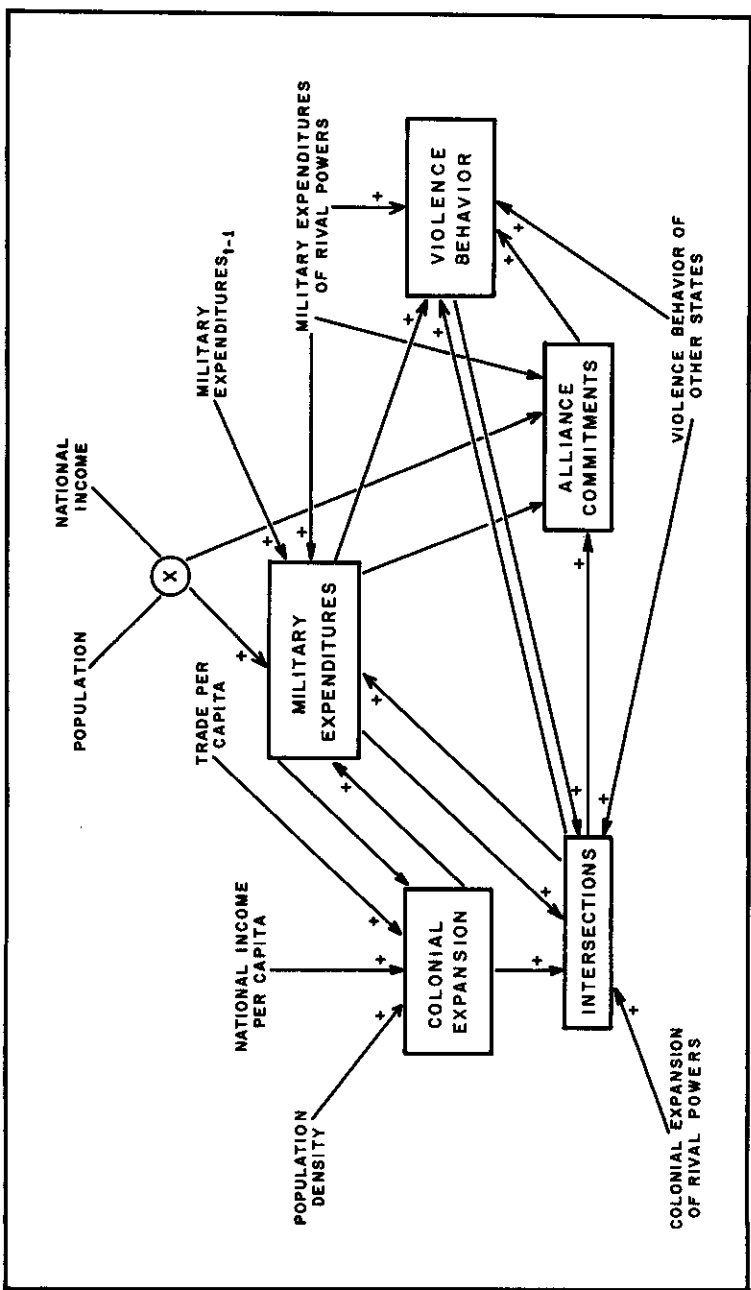 POPULATION
NATIONAL
INCOME
X
MILITARY
EXPENDITURES t-1
MILITARY EXPENDITURES
OF RIVAL POWERS
TRADE PER
CAPITA
NATIONAL INCOME
PER CAPITA
POPULATION
DENSITY
+
+
+
+
+
+
+
+
+
MILITARY
EXPENDITURES
COLONIAL
EXPANSION
VIOLENCE
BEHAVIOR
+
+
+
+
+
+
+
+
+
+
+
INTERSECTIONS
ALLIANCE
COMMITMENTS
+
COLONIAL EXPANSION
OF RIVAL POWERS
VIOLENCE BEHAVIOR OF
OTHER STATES